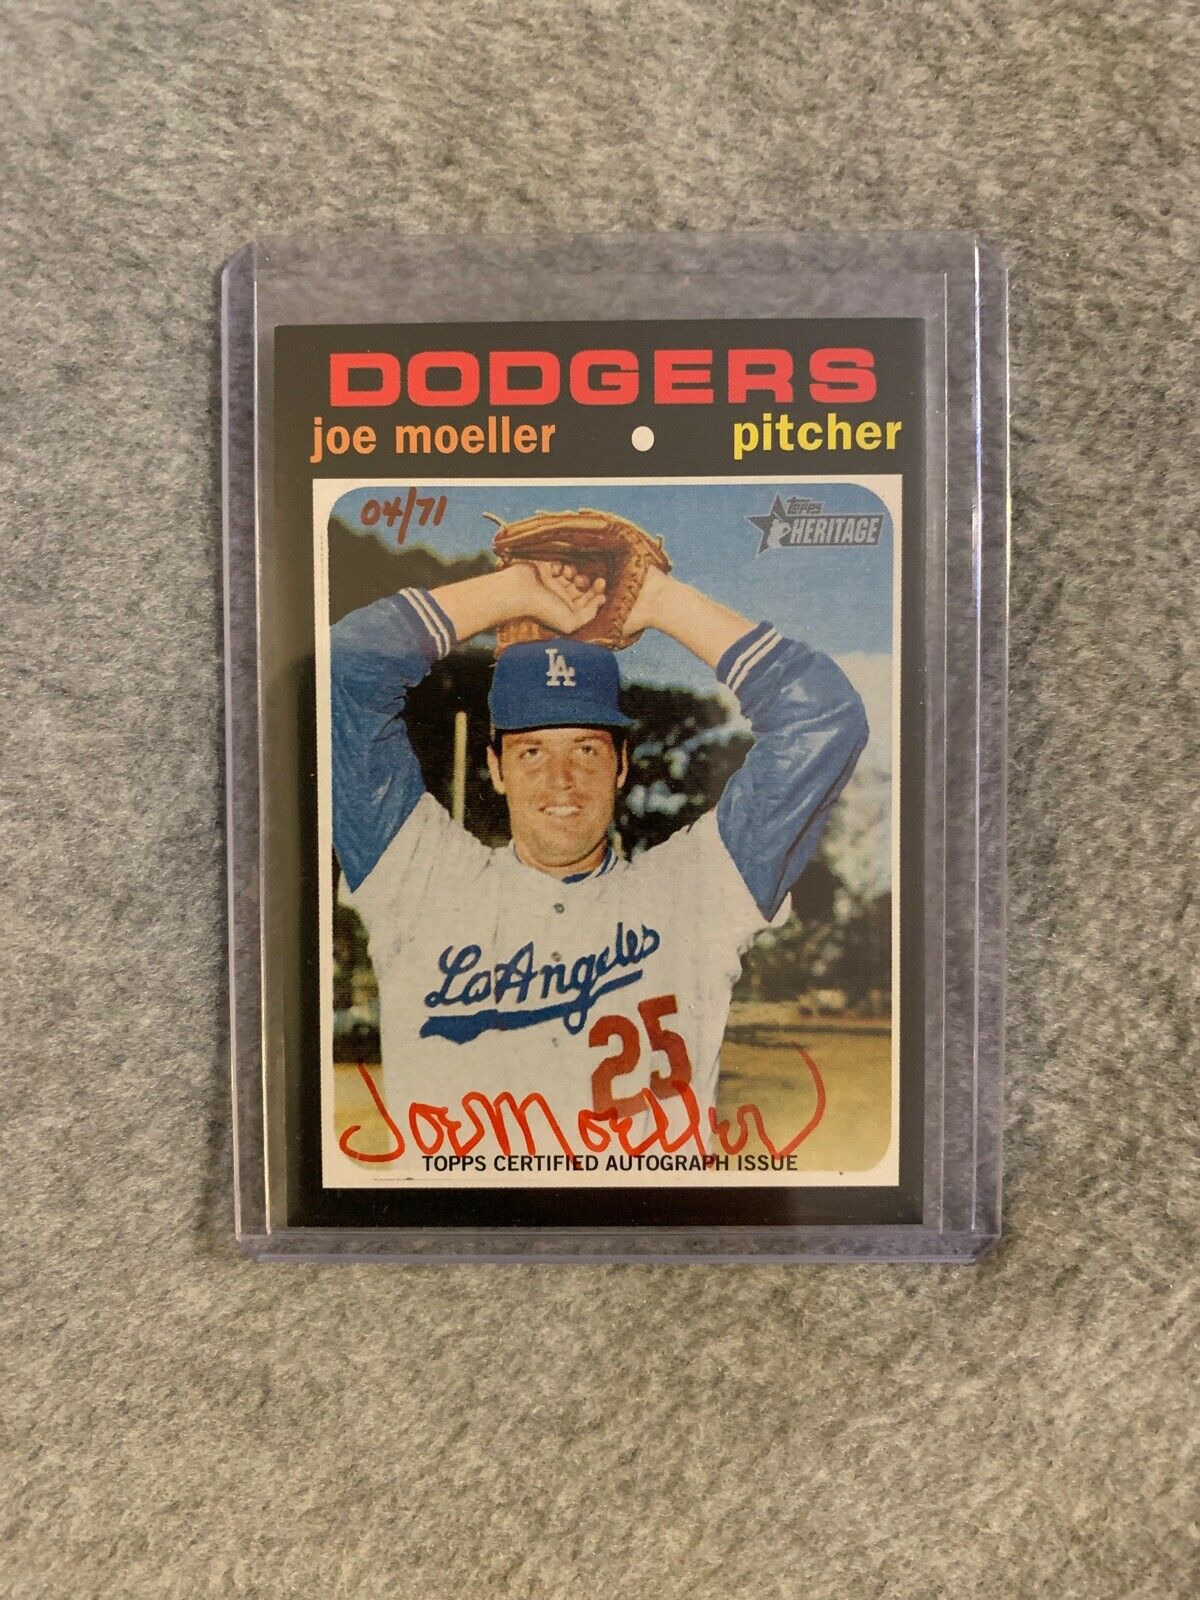 DODGERS
joe moeller • pitcher
04/71
topps
HERITAGE
LA
Los Angeles
25
Joe Moeller
TOPPS CERTIFIED AUTOGRAPH ISSUE